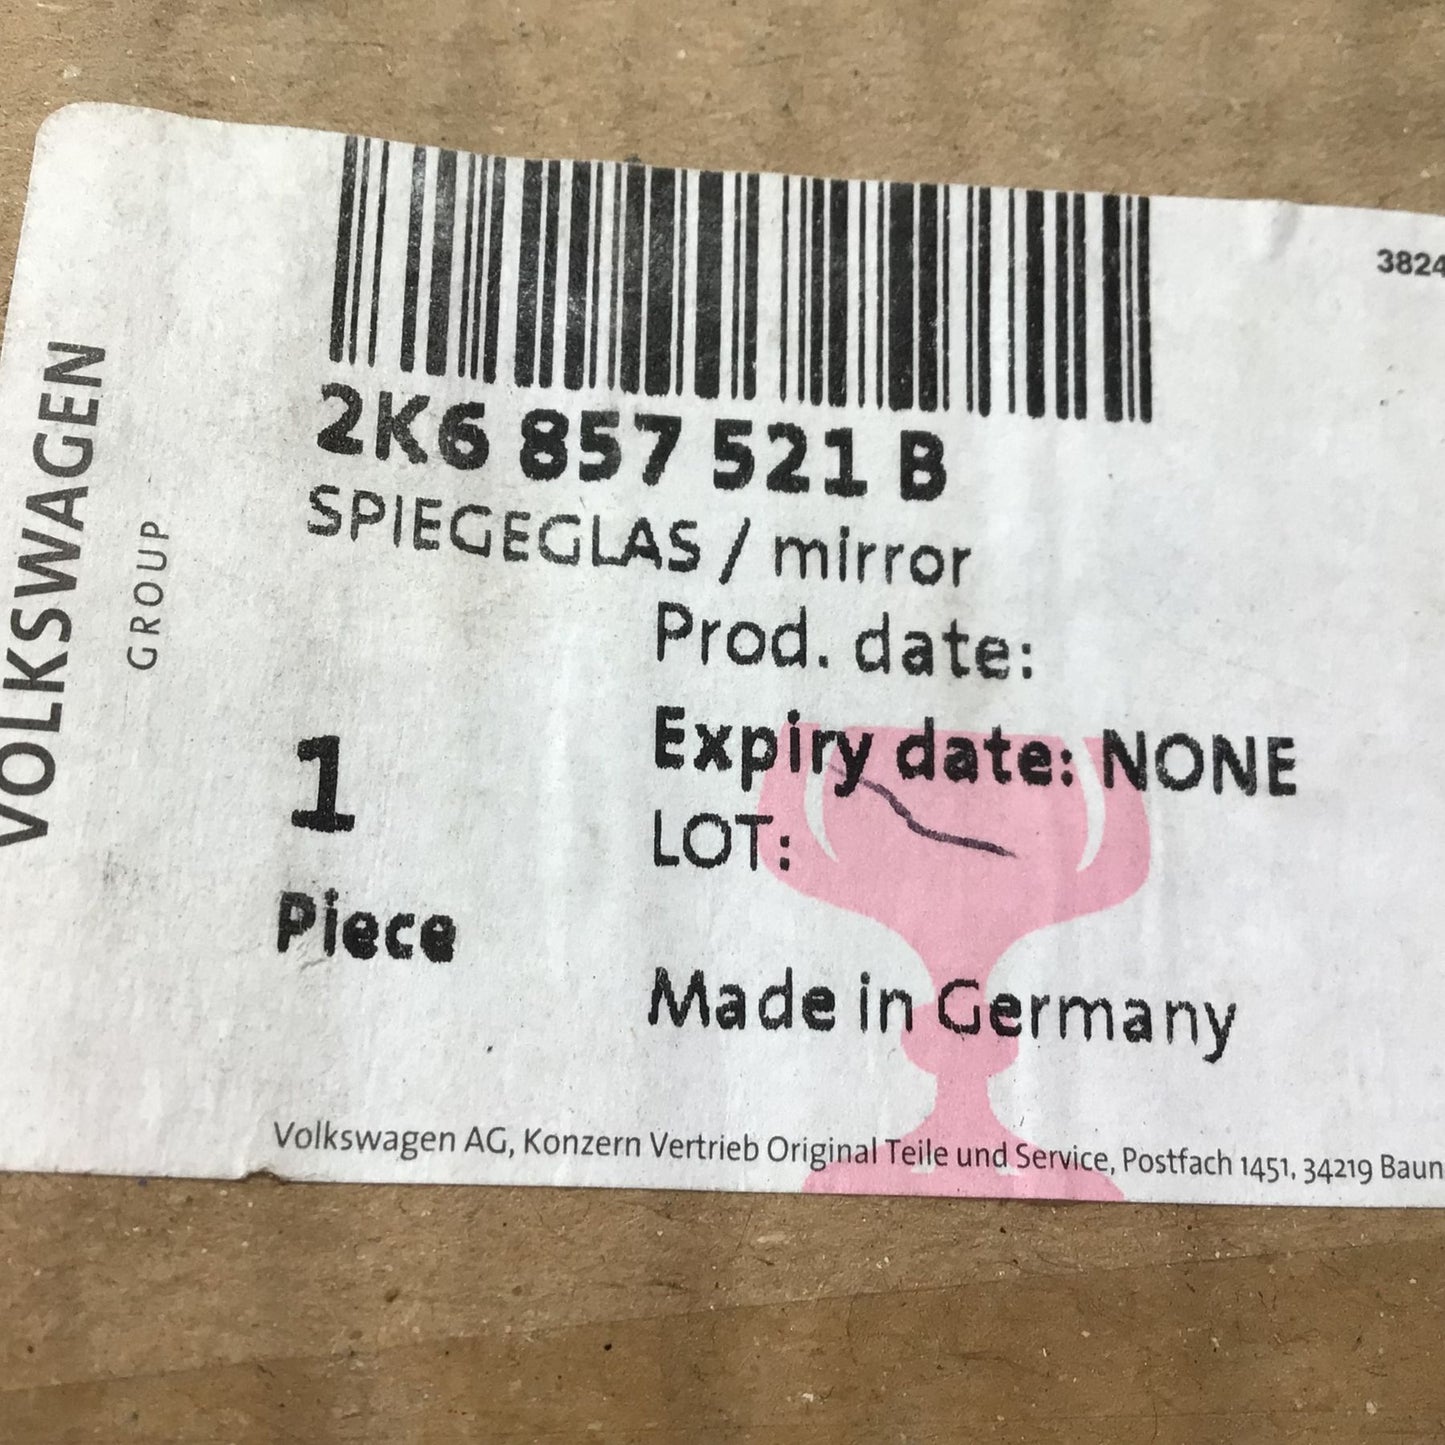 VOLKSWAGEN
GROUP
3824
2K6 857 521 B
SPIEGEGLAS / mirror
Prod. date:
Expiry date: NONE
LOT:
1
Piece
Made in Germany
Volkswagen AG, Konzern Vertrieb Original Teile und Service, Postfach 1451, 34219 Baun